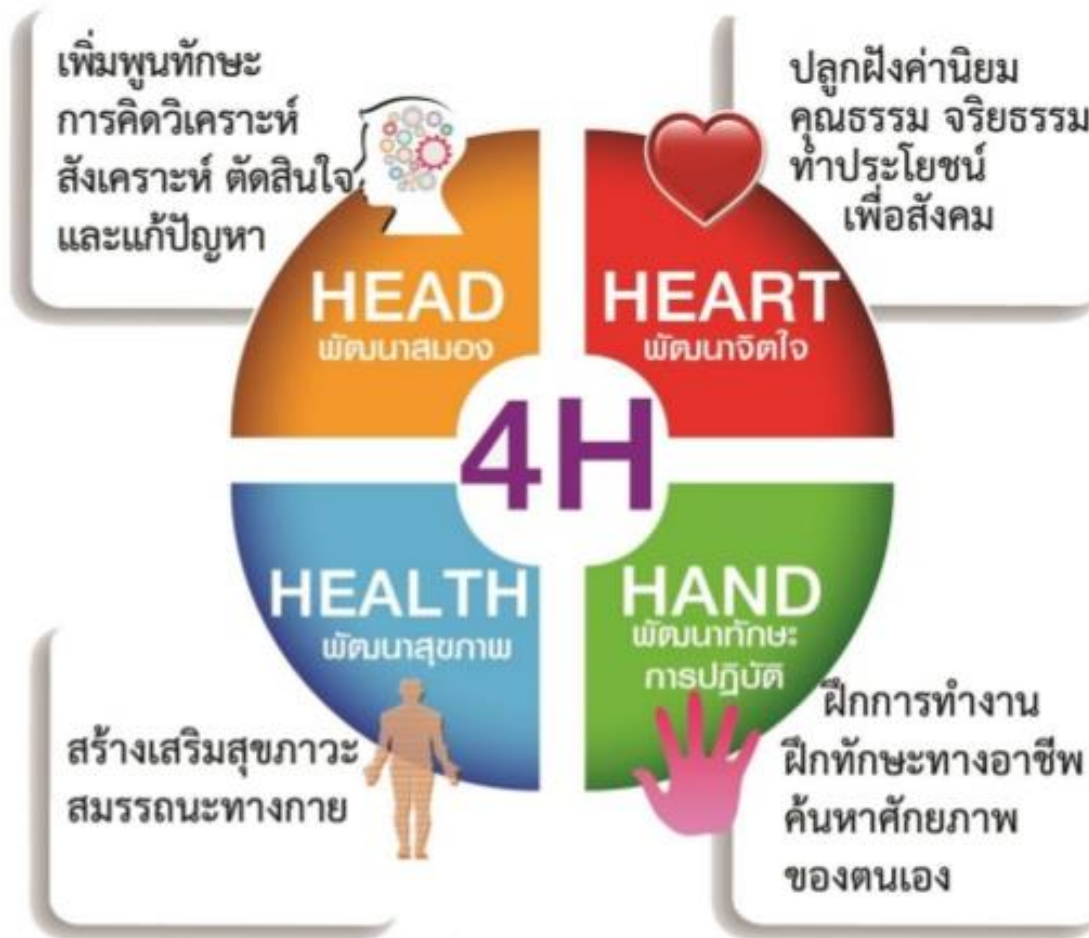 เพิ่มพูนทักษะ
การคิดวิเคราะห์
สังเคราะห์ ตัดสินใจ
และแก้ปัญหา
ปลูกฝังค่านิยม
คุณธรรม จริยธรรม
ทำประโยชน์
เพื่อสังคม
HEAD
พัฒนาสมอง
HEART
พัฒนาจิตใจ
4H
HEALTH
พัฒนาสุขภาพ
HAND
พัฒนาทักษะ
การปฏิบัติ
สร้างเสริมสุขภาวะ
สมรรถนะทางกาย
ฝึกการทำงาน
ฝึกทักษะทางอาชีพ
ค้นหาศักยภาพ
ของตนเอง